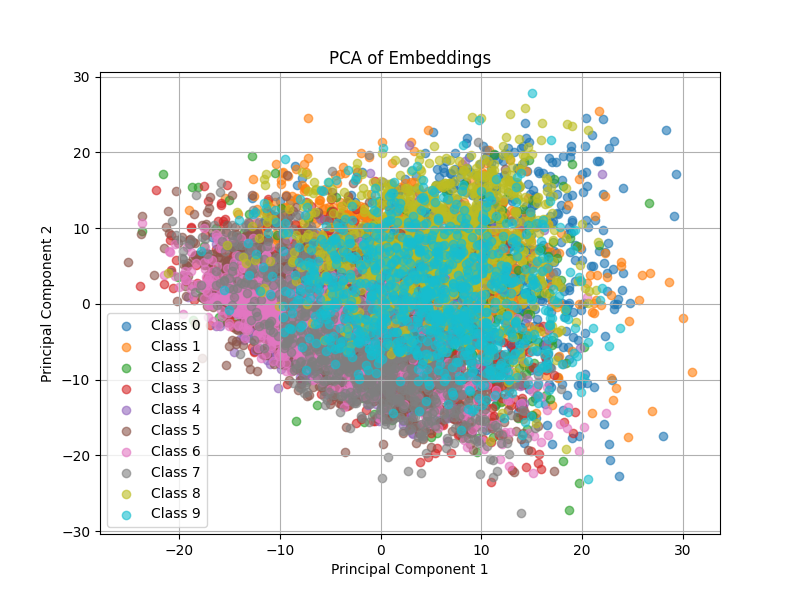 PCA of Embeddings
30
20
10
0
−10
−20
−30
Principal Component 2
Class 0
Class 1
Class 2
Class 3
Class 4
Class 5
Class 6
Class 7
Class 8
Class 9
−20 −10 0 10 20 30
Principal Component 1